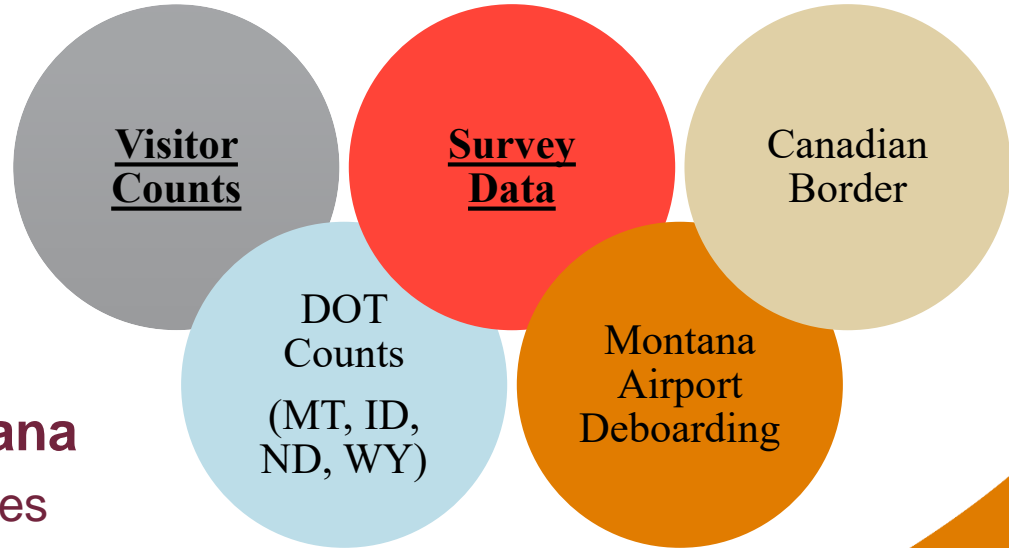 Visitor
Counts
Survey
Data
Canadian
Border
DOT
Counts
(MT, ID,
ND, WY)
Montana
Airport
Deboarding
ana
es